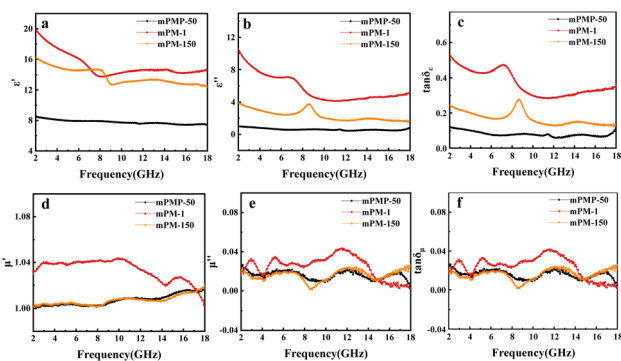 a
mPMP-50
mPM-1
mPM-150
ε'
20
16
12
8
4
2 4 6 8 10 12 14 16 18
Frequency(GHz)
b
mPMP-50
mPM-1
mPM-150
ε''
12
8
4
0
2 4 6 8 10 12 14 16 18
Frequency(GHz)
c
mPMP-50
mPM-1
mPM-150
tanδε
0.6
0.4
0.2
0.0
2 4 6 8 10 12 14 16 18
Frequency(GHz)
d
mPMP-50
mPM-1
mPM-150
μ'
1.08
1.04
1.00
2 4 6 8 10 12 14 16 18
Frequency(GHz)
e
mPMP-50
mPM-1
mPM-150
μ''
0.08
0.04
0.00
-0.04
2 4 6 8 10 12 14 16 18
Frequency(GHz)
f
mPMP-50
mPM-1
mPM-150
tanδμ
0.08
0.04
0.00
-0.04
2 4 6 8 10 12 14 16 18
Frequency(GHz)